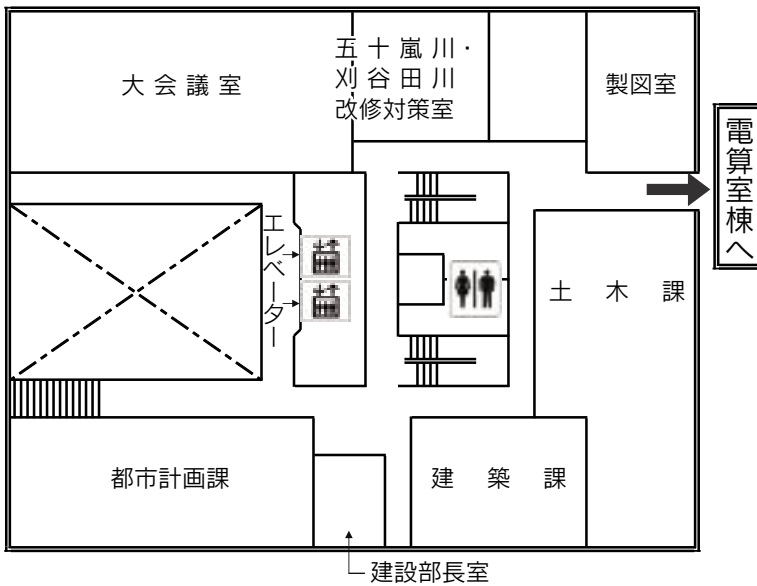 大会議室
五十嵐川・
刈谷田川
改修対策室
製図室
電算室棟へ
エレベーター
土木課
都市計画課
建築課
建設部長室